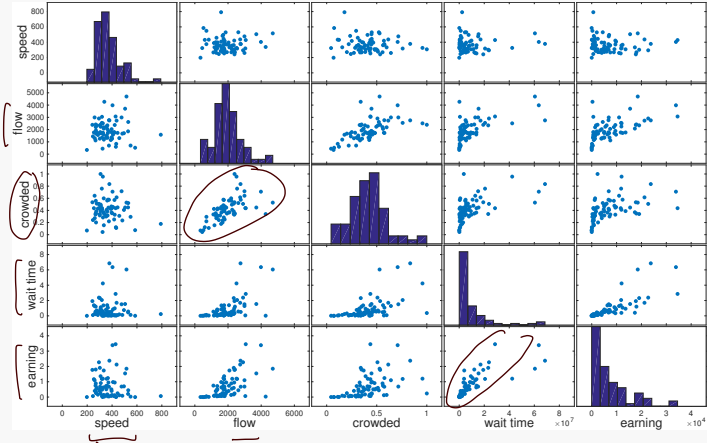 speed
800
600
400
200
0
flow
5000
4000
3000
2000
1000
0
crowded
1
0.8
0.6
0.4
0.2
0
wait time
8
6
4
2
0
earning
4
3
2
1
0
0 200 400 600 800
speed
0 2000 4000 6000
flow
0 0.5 1
crowded
0 2 4 6 8
wait time ×10⁷
0 1 2 3 4
earning ×10⁴